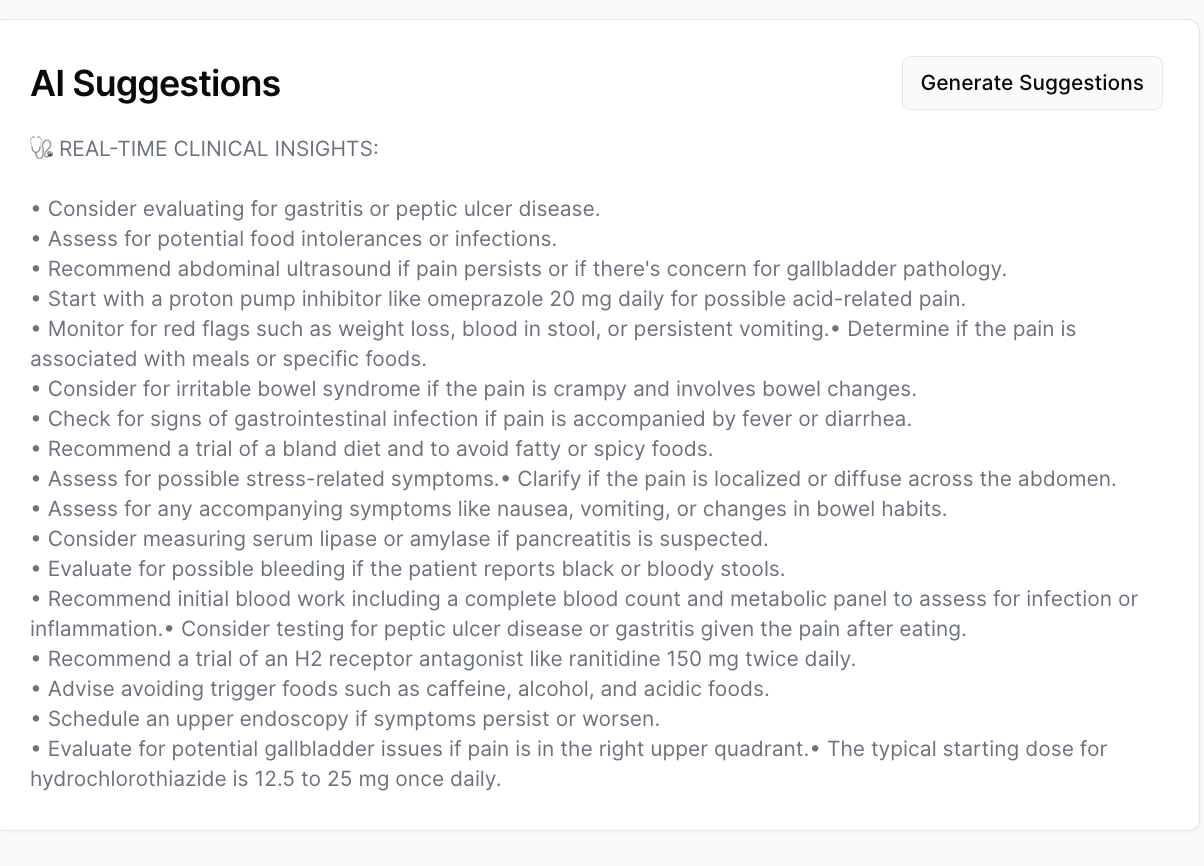 AI Suggestions
Generate Suggestions
🩺 REAL-TIME CLINICAL INSIGHTS:
• Consider evaluating for gastritis or peptic ulcer disease.
• Assess for potential food intolerances or infections.
• Recommend abdominal ultrasound if pain persists or if there's concern for gallbladder pathology.
• Start with a proton pump inhibitor like omeprazole 20 mg daily for possible acid-related pain.
• Monitor for red flags such as weight loss, blood in stool, or persistent vomiting.• Determine if the pain is
associated with meals or specific foods.
• Consider for irritable bowel syndrome if the pain is crampy and involves bowel changes.
• Check for signs of gastrointestinal infection if pain is accompanied by fever or diarrhea.
• Recommend a trial of a bland diet and to avoid fatty or spicy foods.
• Assess for possible stress-related symptoms.• Clarify if the pain is localized or diffuse across the abdomen.
• Assess for any accompanying symptoms like nausea, vomiting, or changes in bowel habits.
• Consider measuring serum lipase or amylase if pancreatitis is suspected.
• Evaluate for possible bleeding if the patient reports black or bloody stools.
• Recommend initial blood work including a complete blood count and metabolic panel to assess for infection or
inflammation.• Consider testing for peptic ulcer disease or gastritis given the pain after eating.
• Recommend a trial of an H2 receptor antagonist like ranitidine 150 mg twice daily.
• Advise avoiding trigger foods such as caffeine, alcohol, and acidic foods.
• Schedule an upper endoscopy if symptoms persist or worsen.
• Evaluate for potential gallbladder issues if pain is in the right upper quadrant.• The typical starting dose for
hydrochlorothiazide is 12.5 to 25 mg once daily.